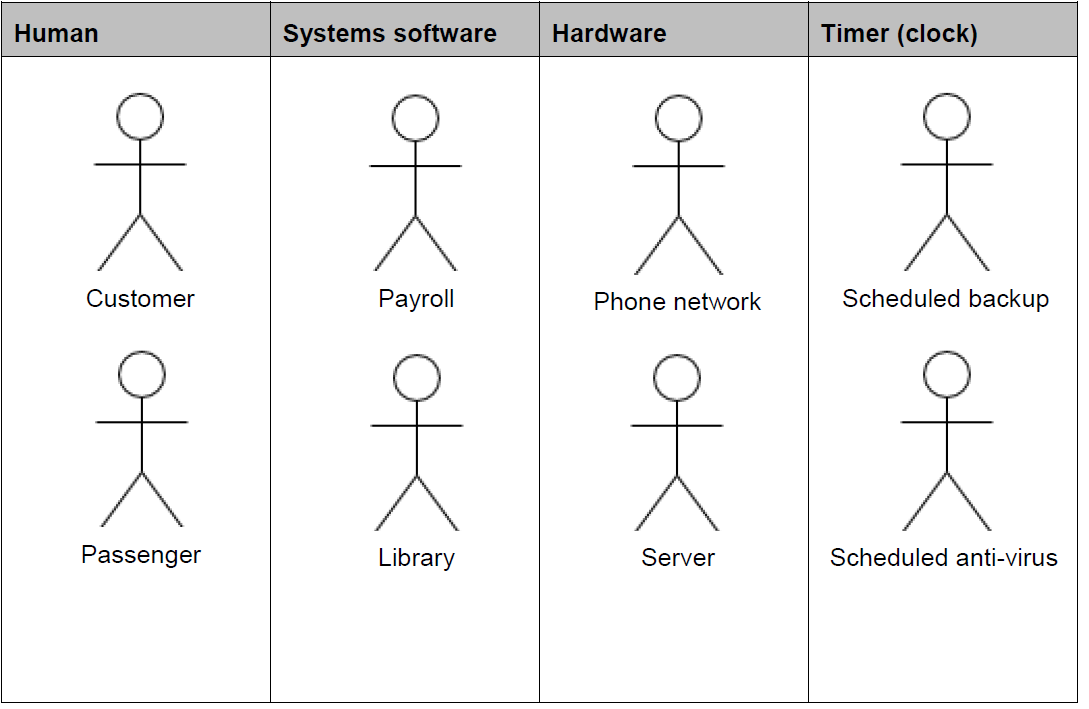 Human
Systems software
Hardware
Timer (clock)
Customer
Payroll
Phone network
Scheduled backup
Passenger
Library
Server
Scheduled anti-virus